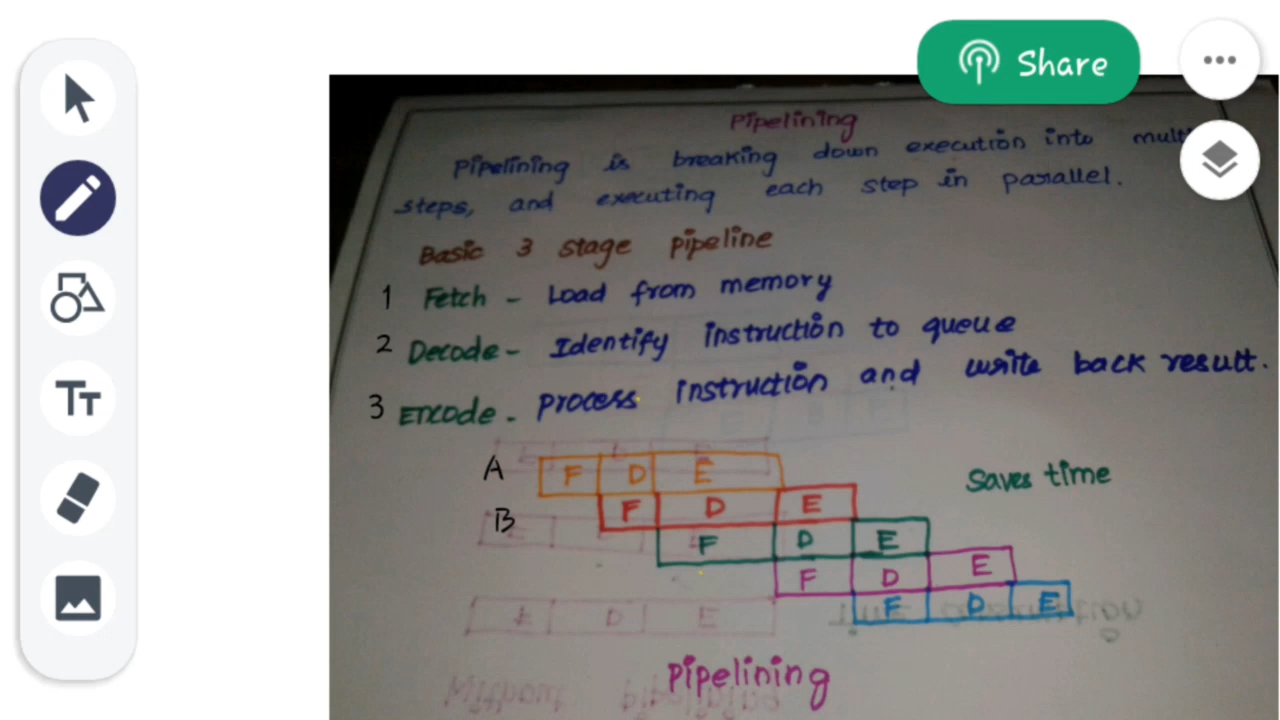 Share
Pipelining
Pipelining is breaking down execution into
steps, and executing each step in parallel.
Basic 3 stage pipeline
1 Fetch - Load from memory
2 Decode - Identify instruction to queue
3 Encode - Process instruction and write back result.
A F D E
Saves time
B F D E
F D E
F D E
F D E
Pipelining
TT